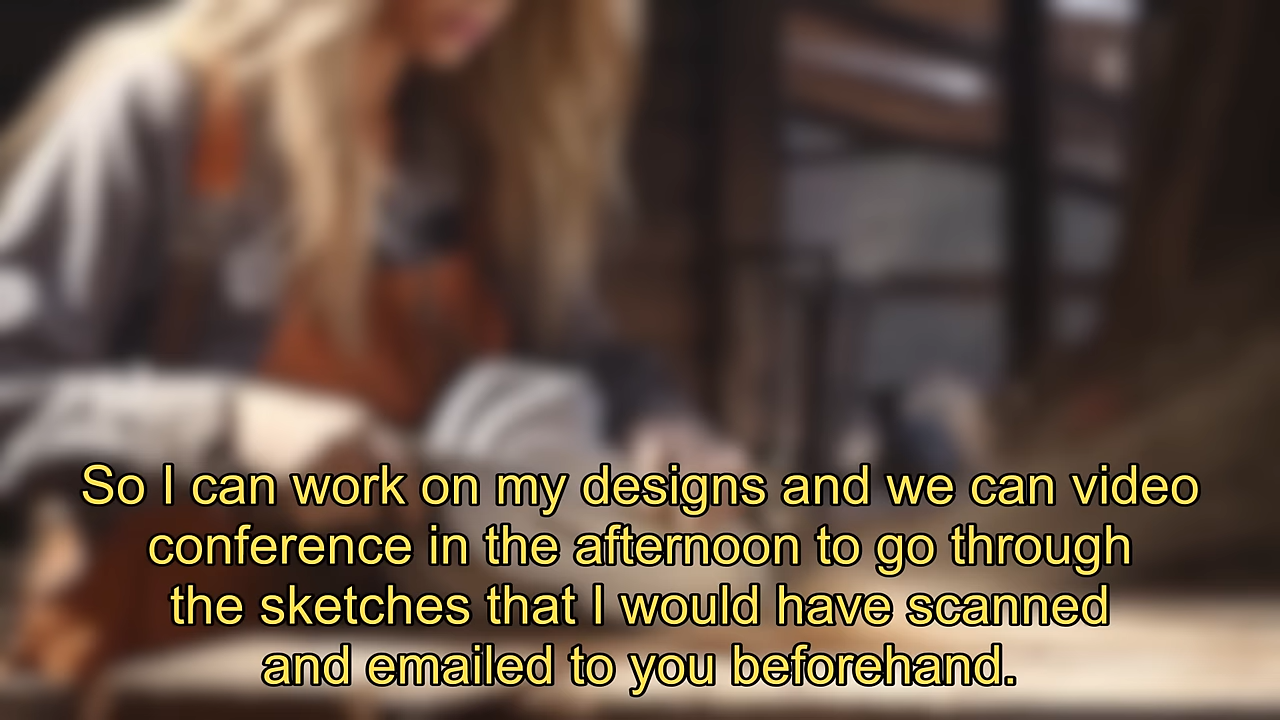 So I can work on my designs and we can video
conference in the afternoon to go through
the sketches that I would have scanned
and emailed to you beforehand.